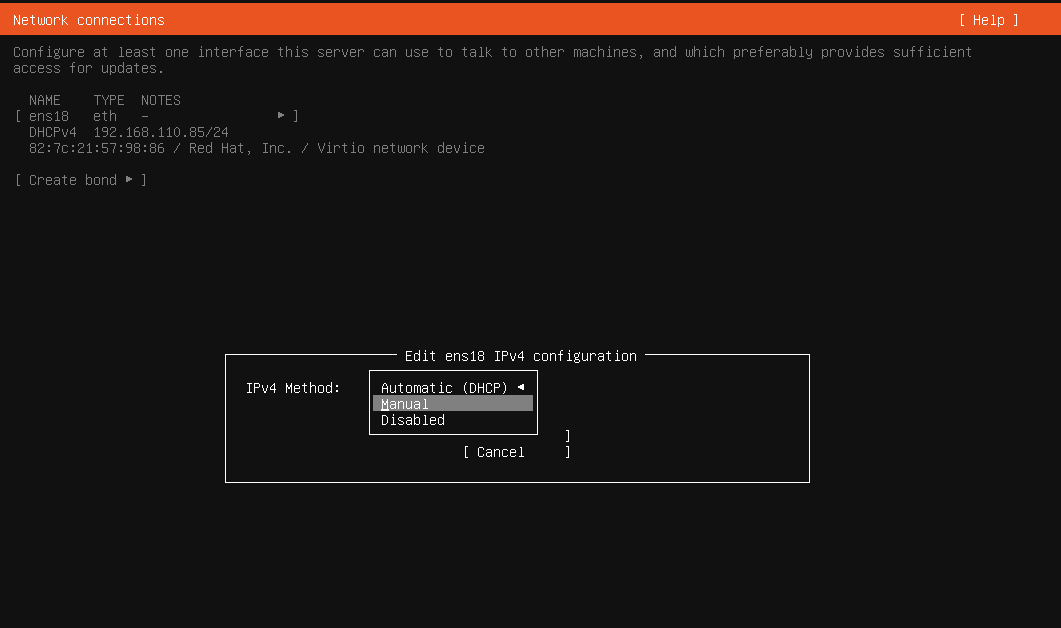 Network connections [ Help ]
Configure at least one interface this server can use to talk to other machines, and which preferably provides sufficient
access for updates.
NAME TYPE NOTES
[ ens18 eth – ▸ ]
DHCPv4 192.168.110.85/24
82:7c:21:57:98:86 / Red Hat, Inc. / Virtio network device
[ Create bond ▸ ]
Edit ens18 IPv4 configuration
IPv4 Method: Automatic (DHCP) ◂
Manual
Disabled
]
[ Cancel ]